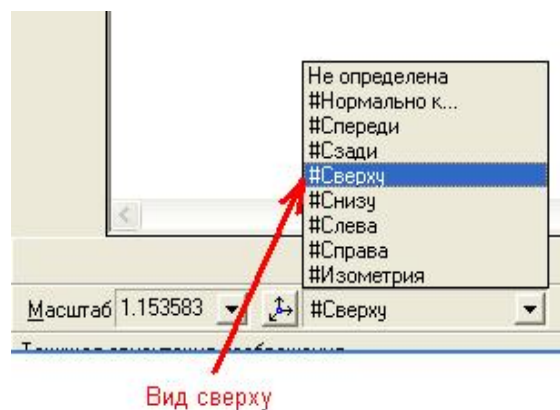 Не определена
#Нормально к...
#Спереди
#Сзади
#Сверху
#Снизу
#Слева
#Справа
#Изометрия
Масштаб 1.153583 #Сверху
Вид сверху